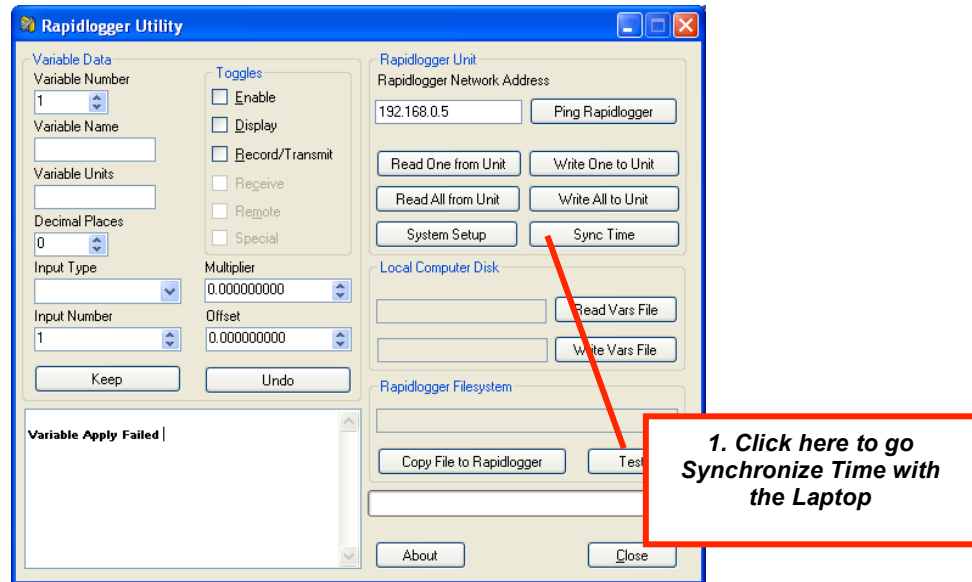 Rapidlogger Utility
Variable Data
Variable Number
1
Variable Name
Variable Units
Decimal Places
0
Input Type
Input Number
1
Keep
Toggles
Enable
Display
Record/Transmit
Receive
Remote
Special
Multiplier
0.000000000
Offset
0.000000000
Undo
Variable Apply Failed
Rapidlogger Unit
Rapidlogger Network Address
192.168.0.5
Ping Rapidlogger
Read One from Unit
Write One to Unit
Read All from Unit
Write All to Unit
System Setup
Sync Time
Local Computer Disk
Read Vars File
Write Vars File
Rapidlogger Filesystem
Copy File to Rapidlogger
Test
About
Close
1. Click here to go
Synchronize Time with
the Laptop